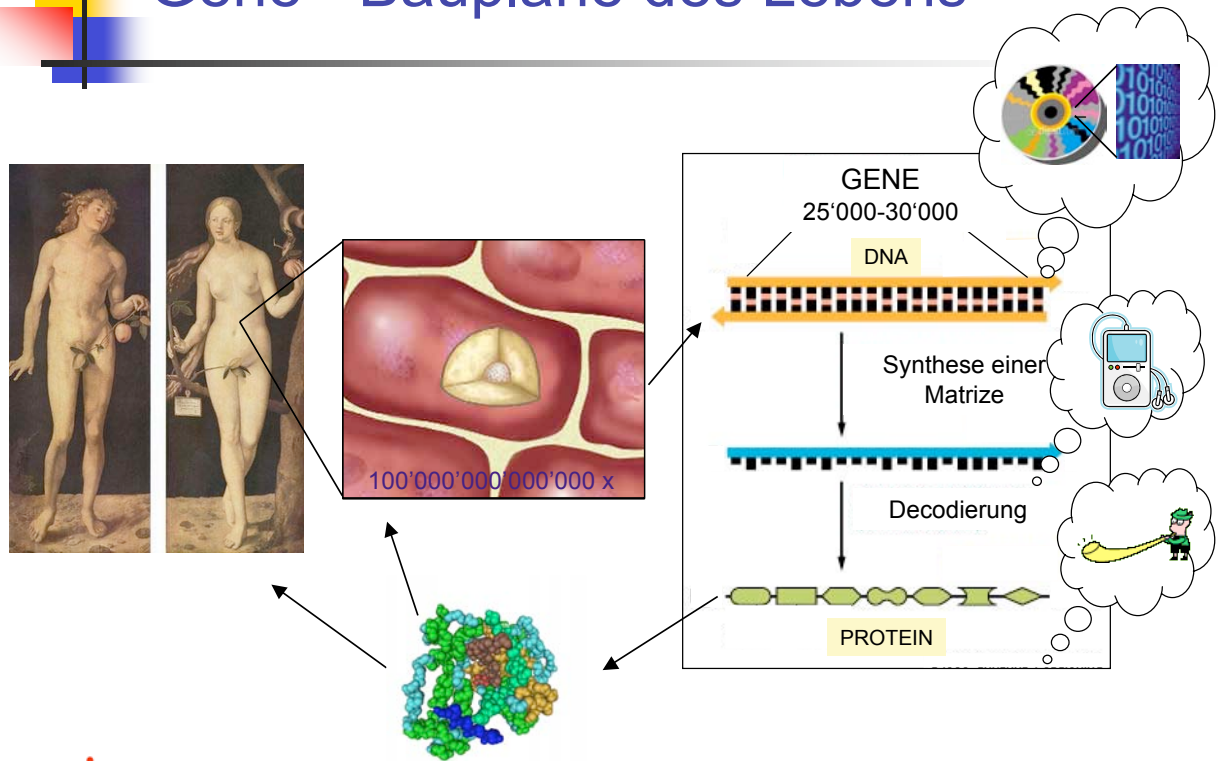 Gene - Baupläne des Lebens
GENE
25‘000-30‘000
DNA
Synthese einer
Matrize
100’000’000’000’000 x
Decodierung
PROTEIN